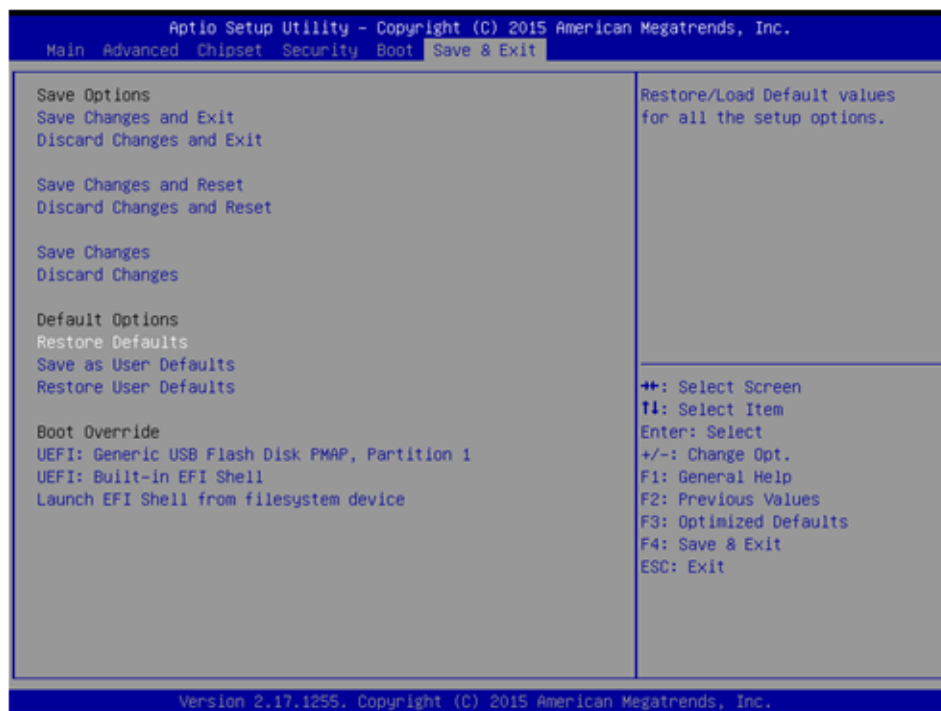 Aptio Setup Utility – Copyright (C) 2015 American Megatrends, Inc.
Main Advanced Chipset Security Boot Save & Exit
Save Options
Save Changes and Exit
Discard Changes and Exit
Save Changes and Reset
Discard Changes and Reset
Save Changes
Discard Changes
Default Options
Restore Defaults
Save as User Defaults
Restore User Defaults
Boot Override
UEFI: Generic USB Flash Disk PMAP, Partition 1
UEFI: Built-in EFI Shell
Launch EFI Shell from filesystem device
Restore/Load Default values
for all the setup options.
→←: Select Screen
↑↓: Select Item
Enter: Select
+/-: Change Opt.
F1: General Help
F2: Previous Values
F3: Optimized Defaults
F4: Save & Exit
ESC: Exit
Version 2.17.1255. Copyright (C) 2015 American Megatrends, Inc.